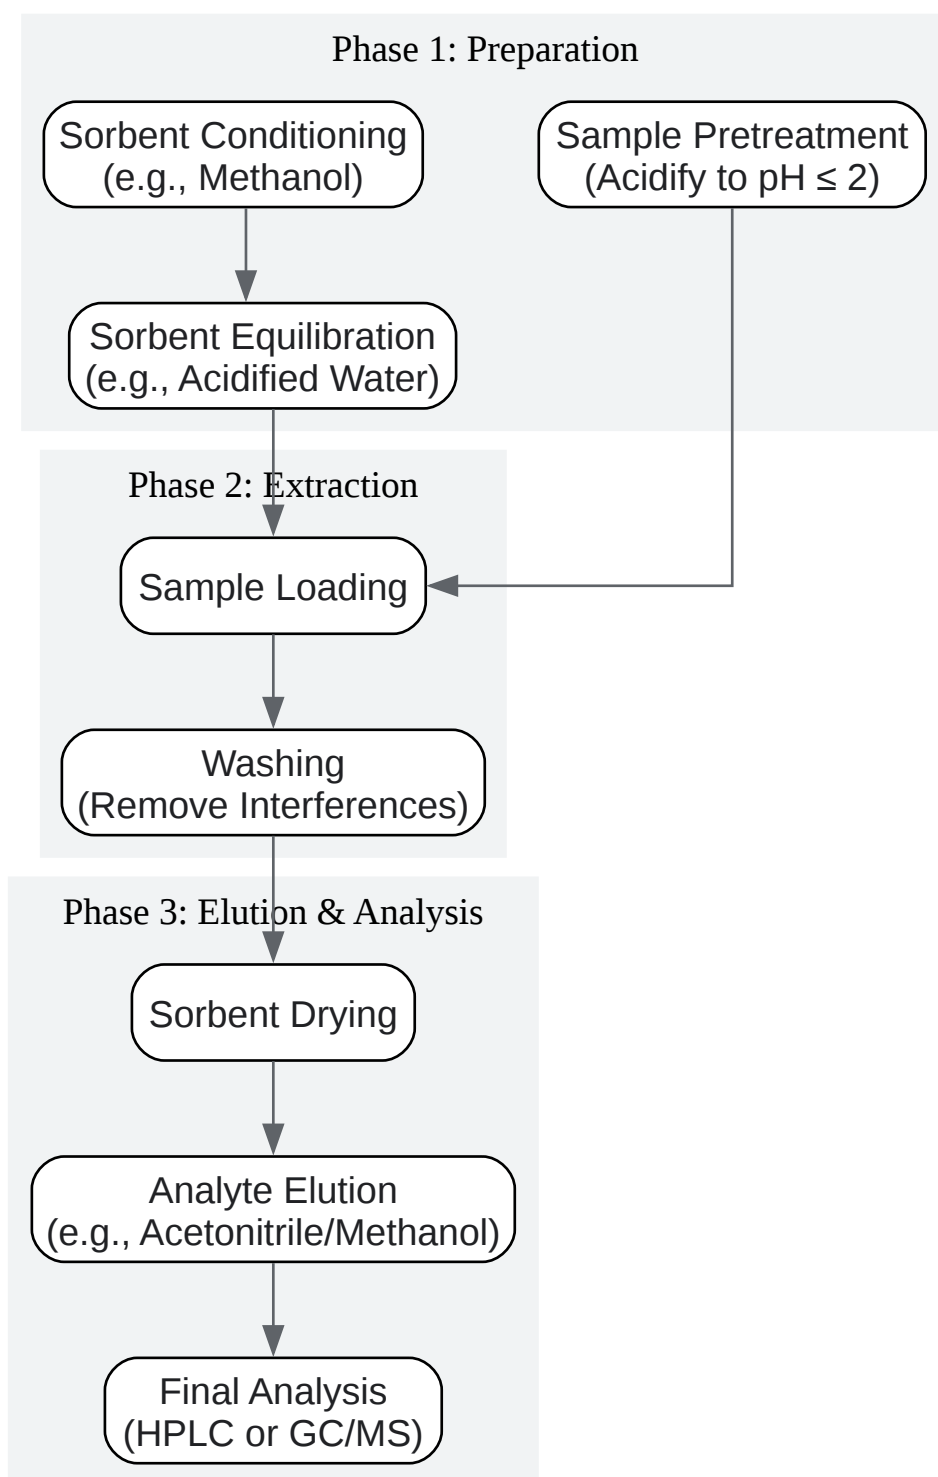 Phase 1: Preparation
Sorbent Conditioning
(e.g., Methanol)
Sample Pretreatment
(Acidify to pH ≤ 2)
Sorbent Equilibration
(e.g., Acidified Water)
Phase 2: Extraction
Sample Loading
Washing
(Remove Interferences)
Phase 3: Elution & Analysis
Sorbent Drying
Analyte Elution
(e.g., Acetonitrile/Methanol)
Final Analysis
(HPLC or GC/MS)